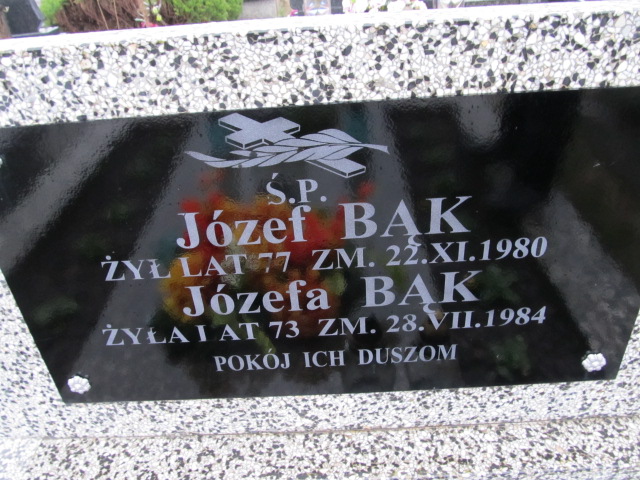 Ś.P.
Józef BĄK
ŻYŁ LAT 77 ZM. 22.XI.1980
Józefa BĄK
ŻYŁA LAT 73 ZM. 28.VII.1984
POKÓJ ICH DUSZOM